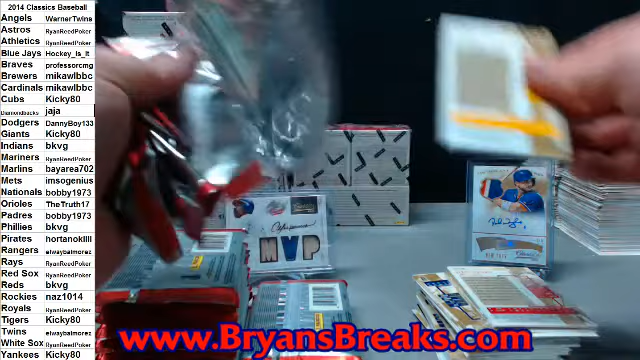 2014 Classics Baseball
Angels WarnerTwins
Astros RyanReedPoker
Athletics RyanReedPoker
Blue Jays Hockey_is_it
Braves professorcmg
Brewers mikawlbbc
Cardinals mikawlbbc
Cubs Kicky80
Diamondbacks jaja
Dodgers DannyBoy133
Giants Kicky80
Indians bkvg
Mariners RyanReedPoker
Marlins bayarea702
Mets imsogenius
Nationals bobby1973
Orioles TheTruth17
Padres bobby1973
Phillies bkvg
Pirates hortankilll
Rangers elwaybalmorez
Rays RyanReedPoker
Red Sox RyanReedPoker
Reds bkvg
Rockies naz1014
Royals RyanReedPoker
Tigers Kicky80
Twins elwaybalmorez
White Sox RyanReedPoker
Yankees Kicky80
MVP
www.BryansBreaks.com